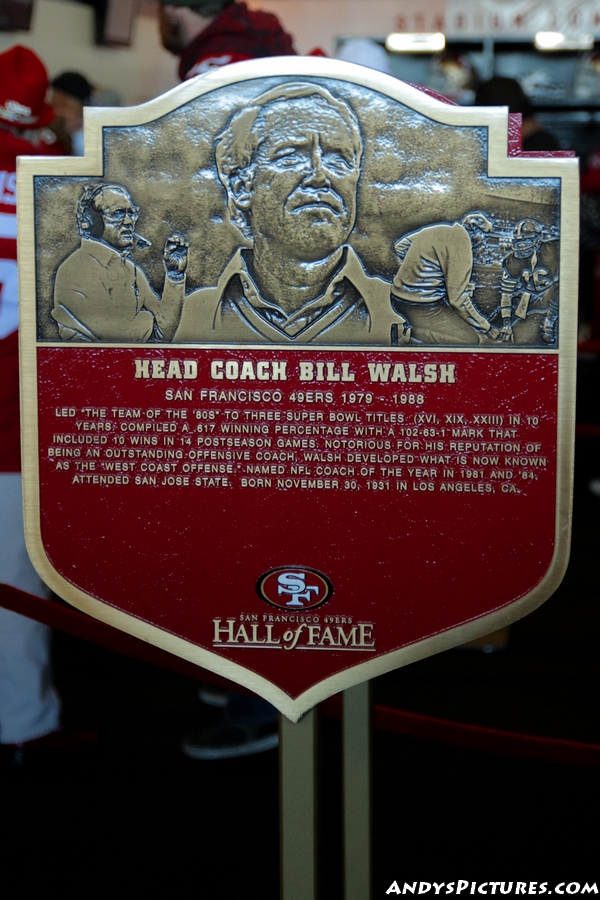 STADIUM
HEAD COACH BILL WALSH
SAN FRANCISCO 49ERS 1979 - 1988
LED "THE TEAM OF THE '80S" TO THREE SUPER BOWL TITLES (XVI, XIX, XXIII) IN 10
YEARS. COMPILED A .617 WINNING PERCENTAGE WITH A 102-63-1 MARK THAT
INCLUDED 10 WINS IN 14 POSTSEASON GAMES. NOTORIOUS FOR HIS REPUTATION OF
BEING AN OUTSTANDING OFFENSIVE COACH, WALSH DEVELOPED WHAT IS NOW KNOWN
AS THE "WEST COAST OFFENSE." NAMED NFL COACH OF THE YEAR IN 1981 AND '84.
ATTENDED SAN JOSE STATE. BORN NOVEMBER 30, 1931 IN LOS ANGELES, CA.
SF
SAN FRANCISCO 49ERS
HALL of FAME
ANDYSPICTURES.COM